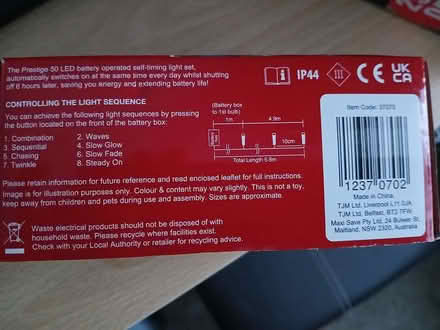 The Prestige 50 LED battery operated self-timing light set,
automatically switches on at the same time every day whilst shutting
off 6 hours later, saving you energy and extending battery life!
IP44
III
CE
UK
CA
CONTROLLING THE LIGHT SEQUENCE
You can achieve the following light sequences by pressing
the button located on the front of the battery box:
1. Combination 2. Waves
3. Sequential 4. Slow Glow
5. Chasing 6. Slow Fade
7. Twinkle 8. Steady On
(Battery box
to 1st bulb)
1m 4.9m
10cm
Total Length 5.9m
Please retain information for future reference and read enclosed leaflet for full instructions.
Image is for illustration purposes only. Colour & content may vary slightly. This is not a toy,
keep away from children and pets during use and assembly. Sizes are approximate.
Waste electrical products should not be disposed of with
household waste. Please recycle where facilities exist.
Check with your Local Authority or retailer for recycling advice.
Item Code: 37070
1237 0702
Made in China.
TJM Ltd. Liverpool L11 0JA
TJM Ltd. Belfast, BT2 7FW.
Maxi Save Pty Ltd, 24 Bulwer St,
Maitland, NSW 2320, Australia